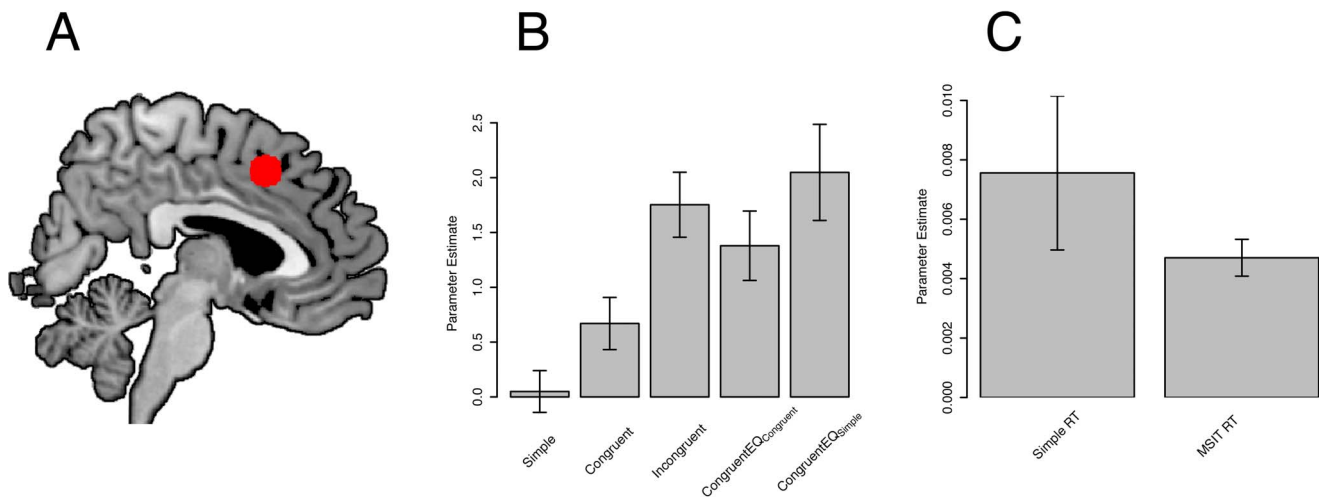 A
B
C
Parameter Estimate
2.5
2.0
1.5
1.0
0.5
0.0
Simple
Congruent
Incongruent
CongruentEQCongruent
CongruentEQSimple
Parameter Estimate
0.010
0.008
0.006
0.004
0.002
0.000
Simple RT
MSIT RT